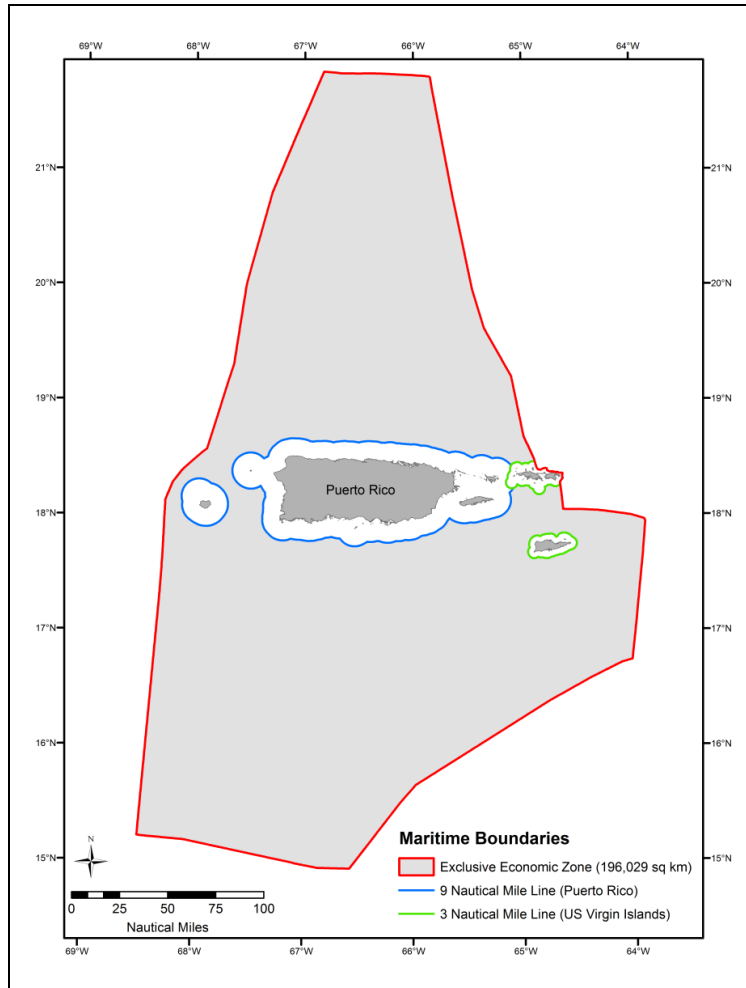 69°W 68°W 67°W 66°W 65°W 64°W
21°N 21°N
20°N 20°N
19°N 19°N
Puerto Rico
18°N 18°N
17°N 17°N
16°N 16°N
Maritime Boundaries
15°N 15°N
N
Exclusive Economic Zone (196,029 sq km)
9 Nautical Mile Line (Puerto Rico)
0 25 50 75 100
3 Nautical Mile Line (US Virgin Islands)
Nautical Miles
69°W 68°W 67°W 66°W 65°W 64°W